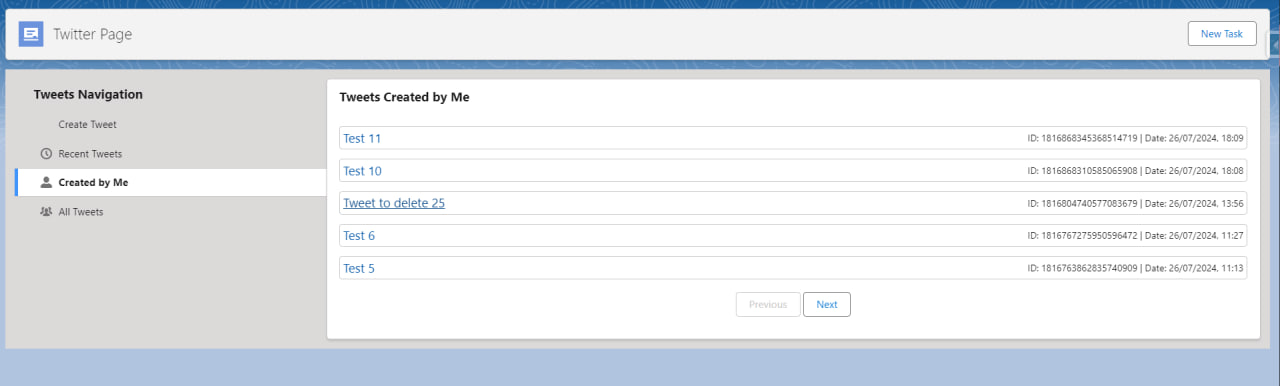 Twitter Page
New Task
Tweets Navigation
Create Tweet
Recent Tweets
Created by Me
All Tweets
Tweets Created by Me
Test 11 ID: 1816868345368514719 | Date: 26/07/2024, 18:09
Test 10 ID: 1816868310585065908 | Date: 26/07/2024, 18:08
Tweet to delete 25 ID: 1816804740577083679 | Date: 26/07/2024, 13:56
Test 6 ID: 1816767275950596472 | Date: 26/07/2024, 11:27
Test 5 ID: 1816763862835740909 | Date: 26/07/2024, 11:13
Previous Next